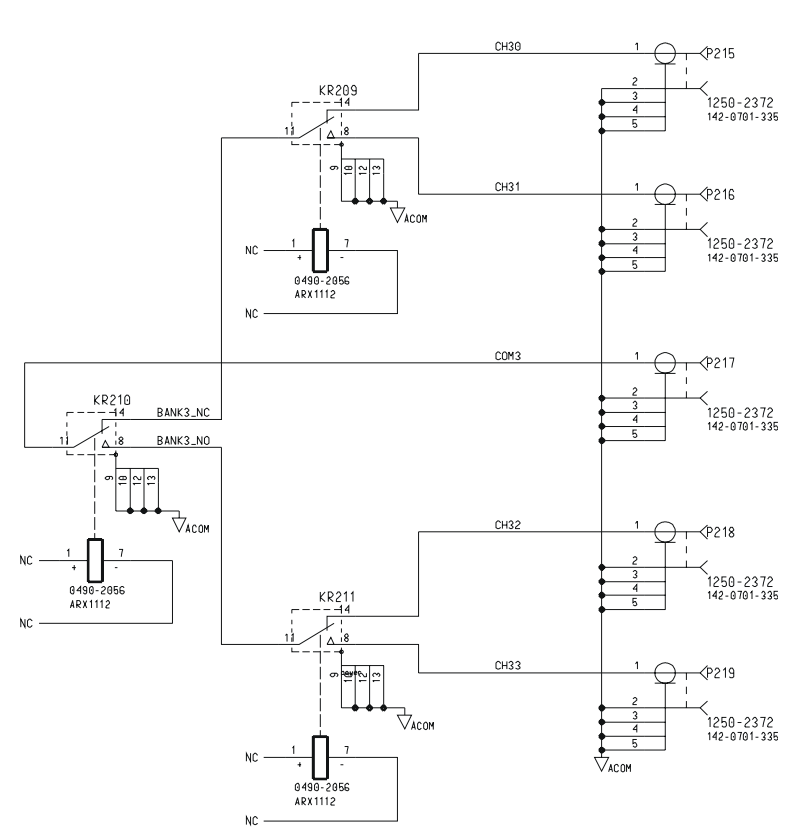 CH30
1
P215
2
3
4
5
1250-2372
142-0701-335
KR209
14
11
8
9
10
12
13
ACOM
NC
1
7
+
-
0490-2056
ARX1112
NC
CH31
1
P216
2
3
4
5
1250-2372
142-0701-335
COM3
1
P217
2
3
4
5
1250-2372
142-0701-335
KR210
14
BANK3_NC
11
8
BANK3_NO
9
10
12
13
ACOM
NC
1
7
+
-
0490-2056
ARX1112
NC
CH32
1
P218
2
3
4
5
1250-2372
142-0701-335
KR211
14
11
8
9
10
12
13
ACOM
NC
1
7
+
-
0490-2056
ARX1112
NC
CH33
1
P219
2
3
4
5
1250-2372
142-0701-335
ACOM